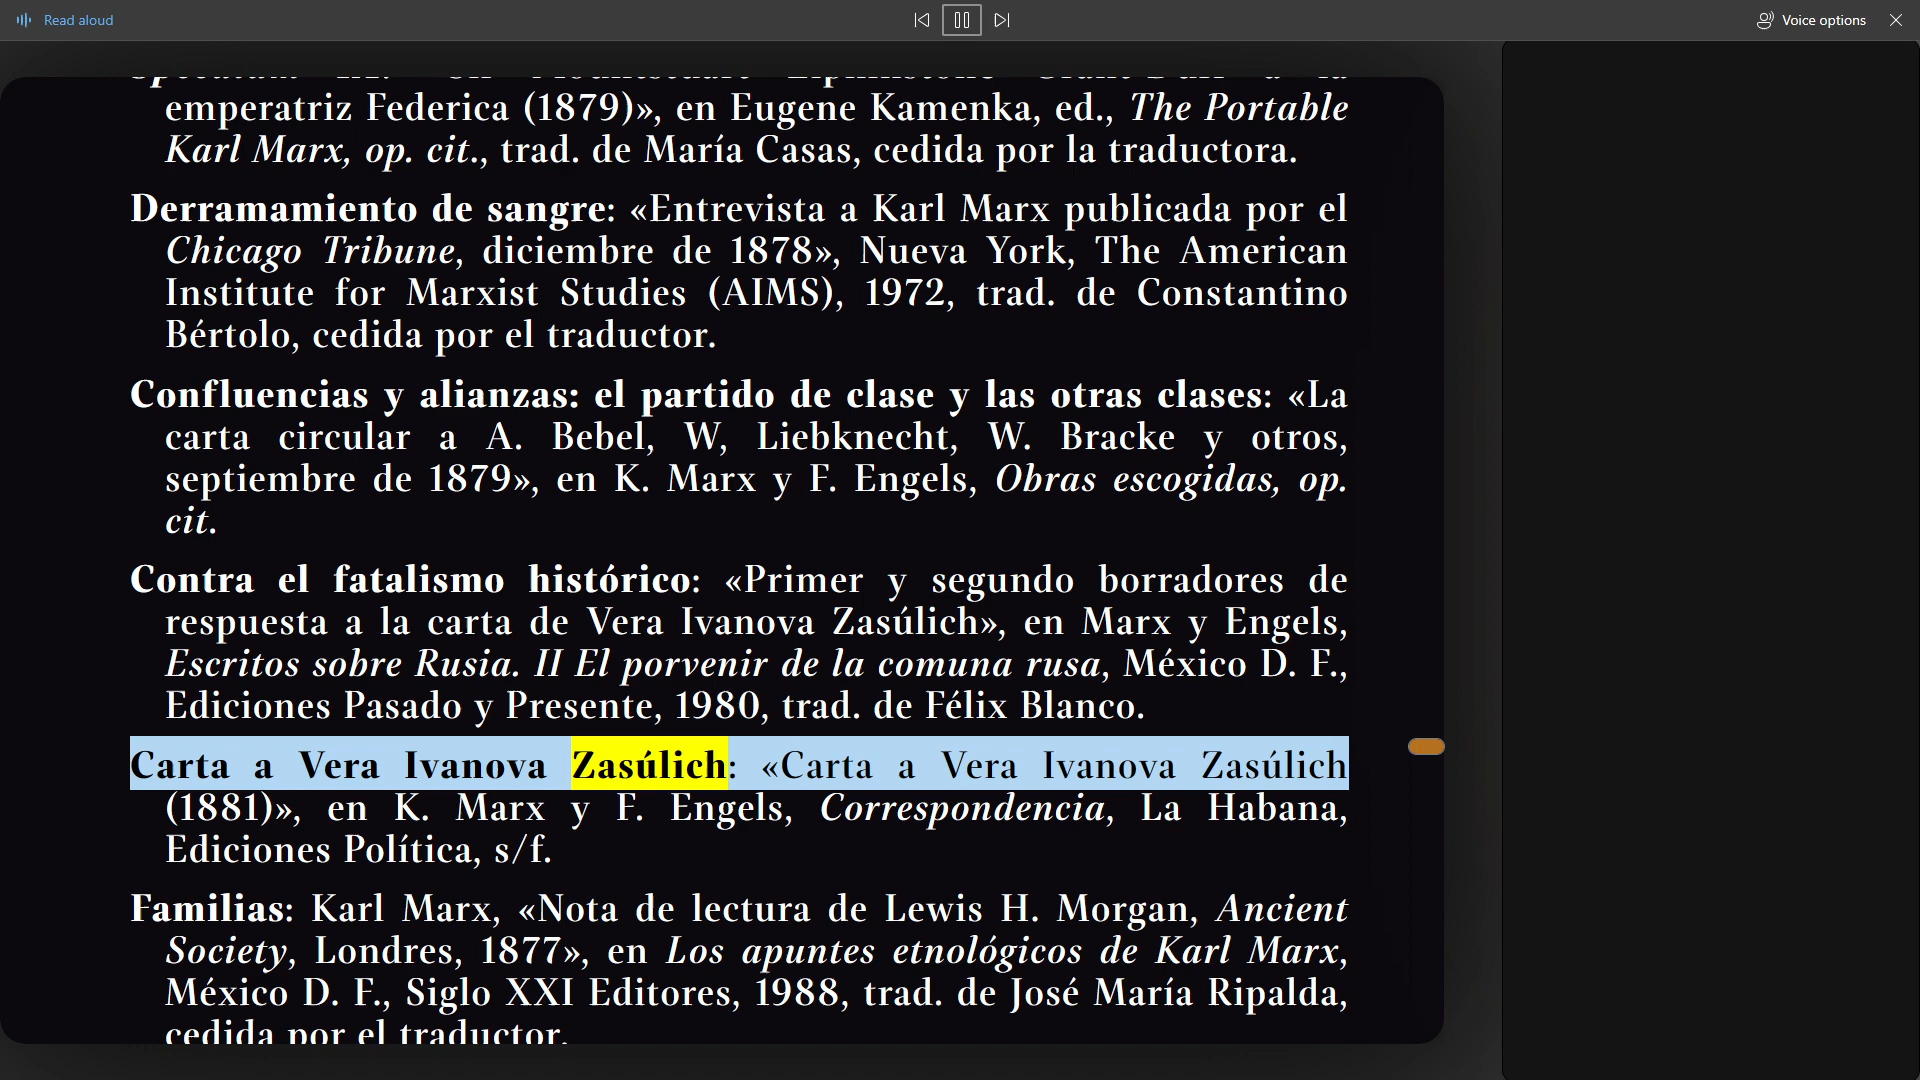 Read aloud
Voice options
emperatriz Federica (1879)», en Eugene Kamenka, ed., The Portable
Karl Marx, op. cit., trad. de María Casas, cedida por la traductora.
Derramamiento de sangre: «Entrevista a Karl Marx publicada por el
Chicago Tribune, diciembre de 1878», Nueva York, The American
Institute for Marxist Studies (AIMS), 1972, trad. de Constantino
Bértolo, cedida por el traductor.
Confluencias y alianzas: el partido de clase y las otras clases: «La
carta circular a A. Bebel, W, Liebknecht, W. Bracke y otros,
septiembre de 1879», en K. Marx y F. Engels, Obras escogidas, op.
cit.
Contra el fatalismo histórico: «Primer y segundo borradores de
respuesta a la carta de Vera Ivanova Zasúlich», en Marx y Engels,
Escritos sobre Rusia. II El porvenir de la comuna rusa, México D. F.,
Ediciones Pasado y Presente, 1980, trad. de Félix Blanco.
Carta a Vera Ivanova Zasúlich: «Carta a Vera Ivanova Zasúlich
(1881)», en K. Marx y F. Engels, Correspondencia, La Habana,
Ediciones Política, s/f.
Familias: Karl Marx, «Nota de lectura de Lewis H. Morgan, Ancient
Society, Londres, 1877», en Los apuntes etnológicos de Karl Marx,
México D. F., Siglo XXI Editores, 1988, trad. de José María Ripalda,
cedida por el traductor.